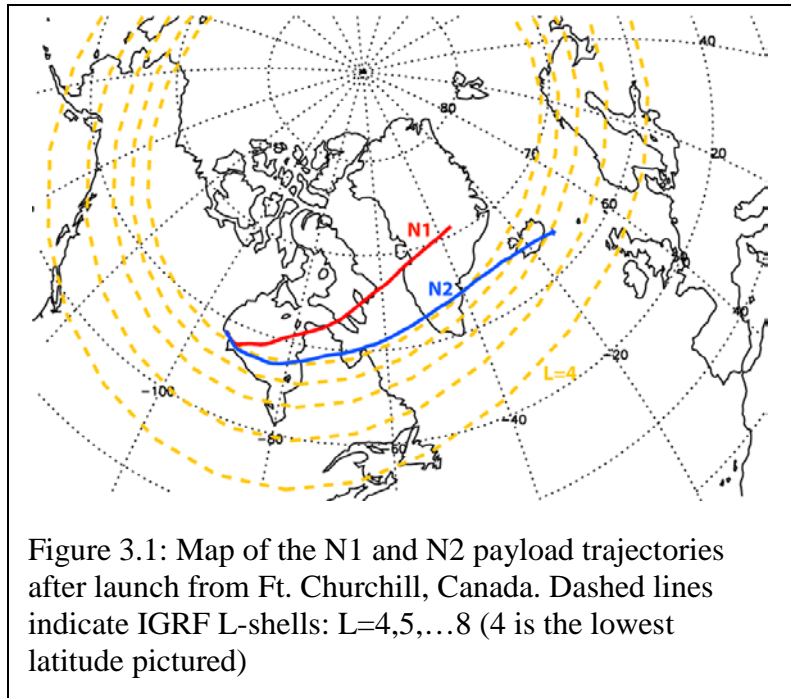 40
80
70
20
60
N1
N2
40
-20
L=4
-100
-40
-80
-60
Figure 3.1: Map of the N1 and N2 payload trajectories
after launch from Ft. Churchill, Canada. Dashed lines
indicate IGRF L-shells: L=4,5,…8 (4 is the lowest
latitude pictured)